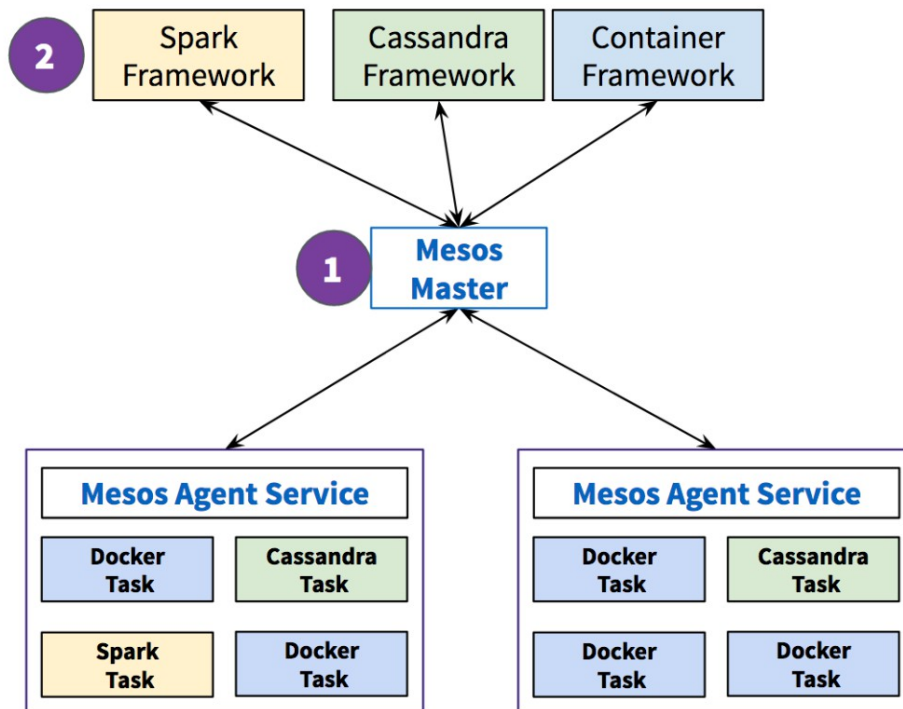 2
Spark
Framework
Cassandra
Framework
Container
Framework
1
Mesos
Master
Mesos Agent Service
Docker
Task
Cassandra
Task
Spark
Task
Docker
Task
Mesos Agent Service
Docker
Task
Cassandra
Task
Docker
Task
Docker
Task